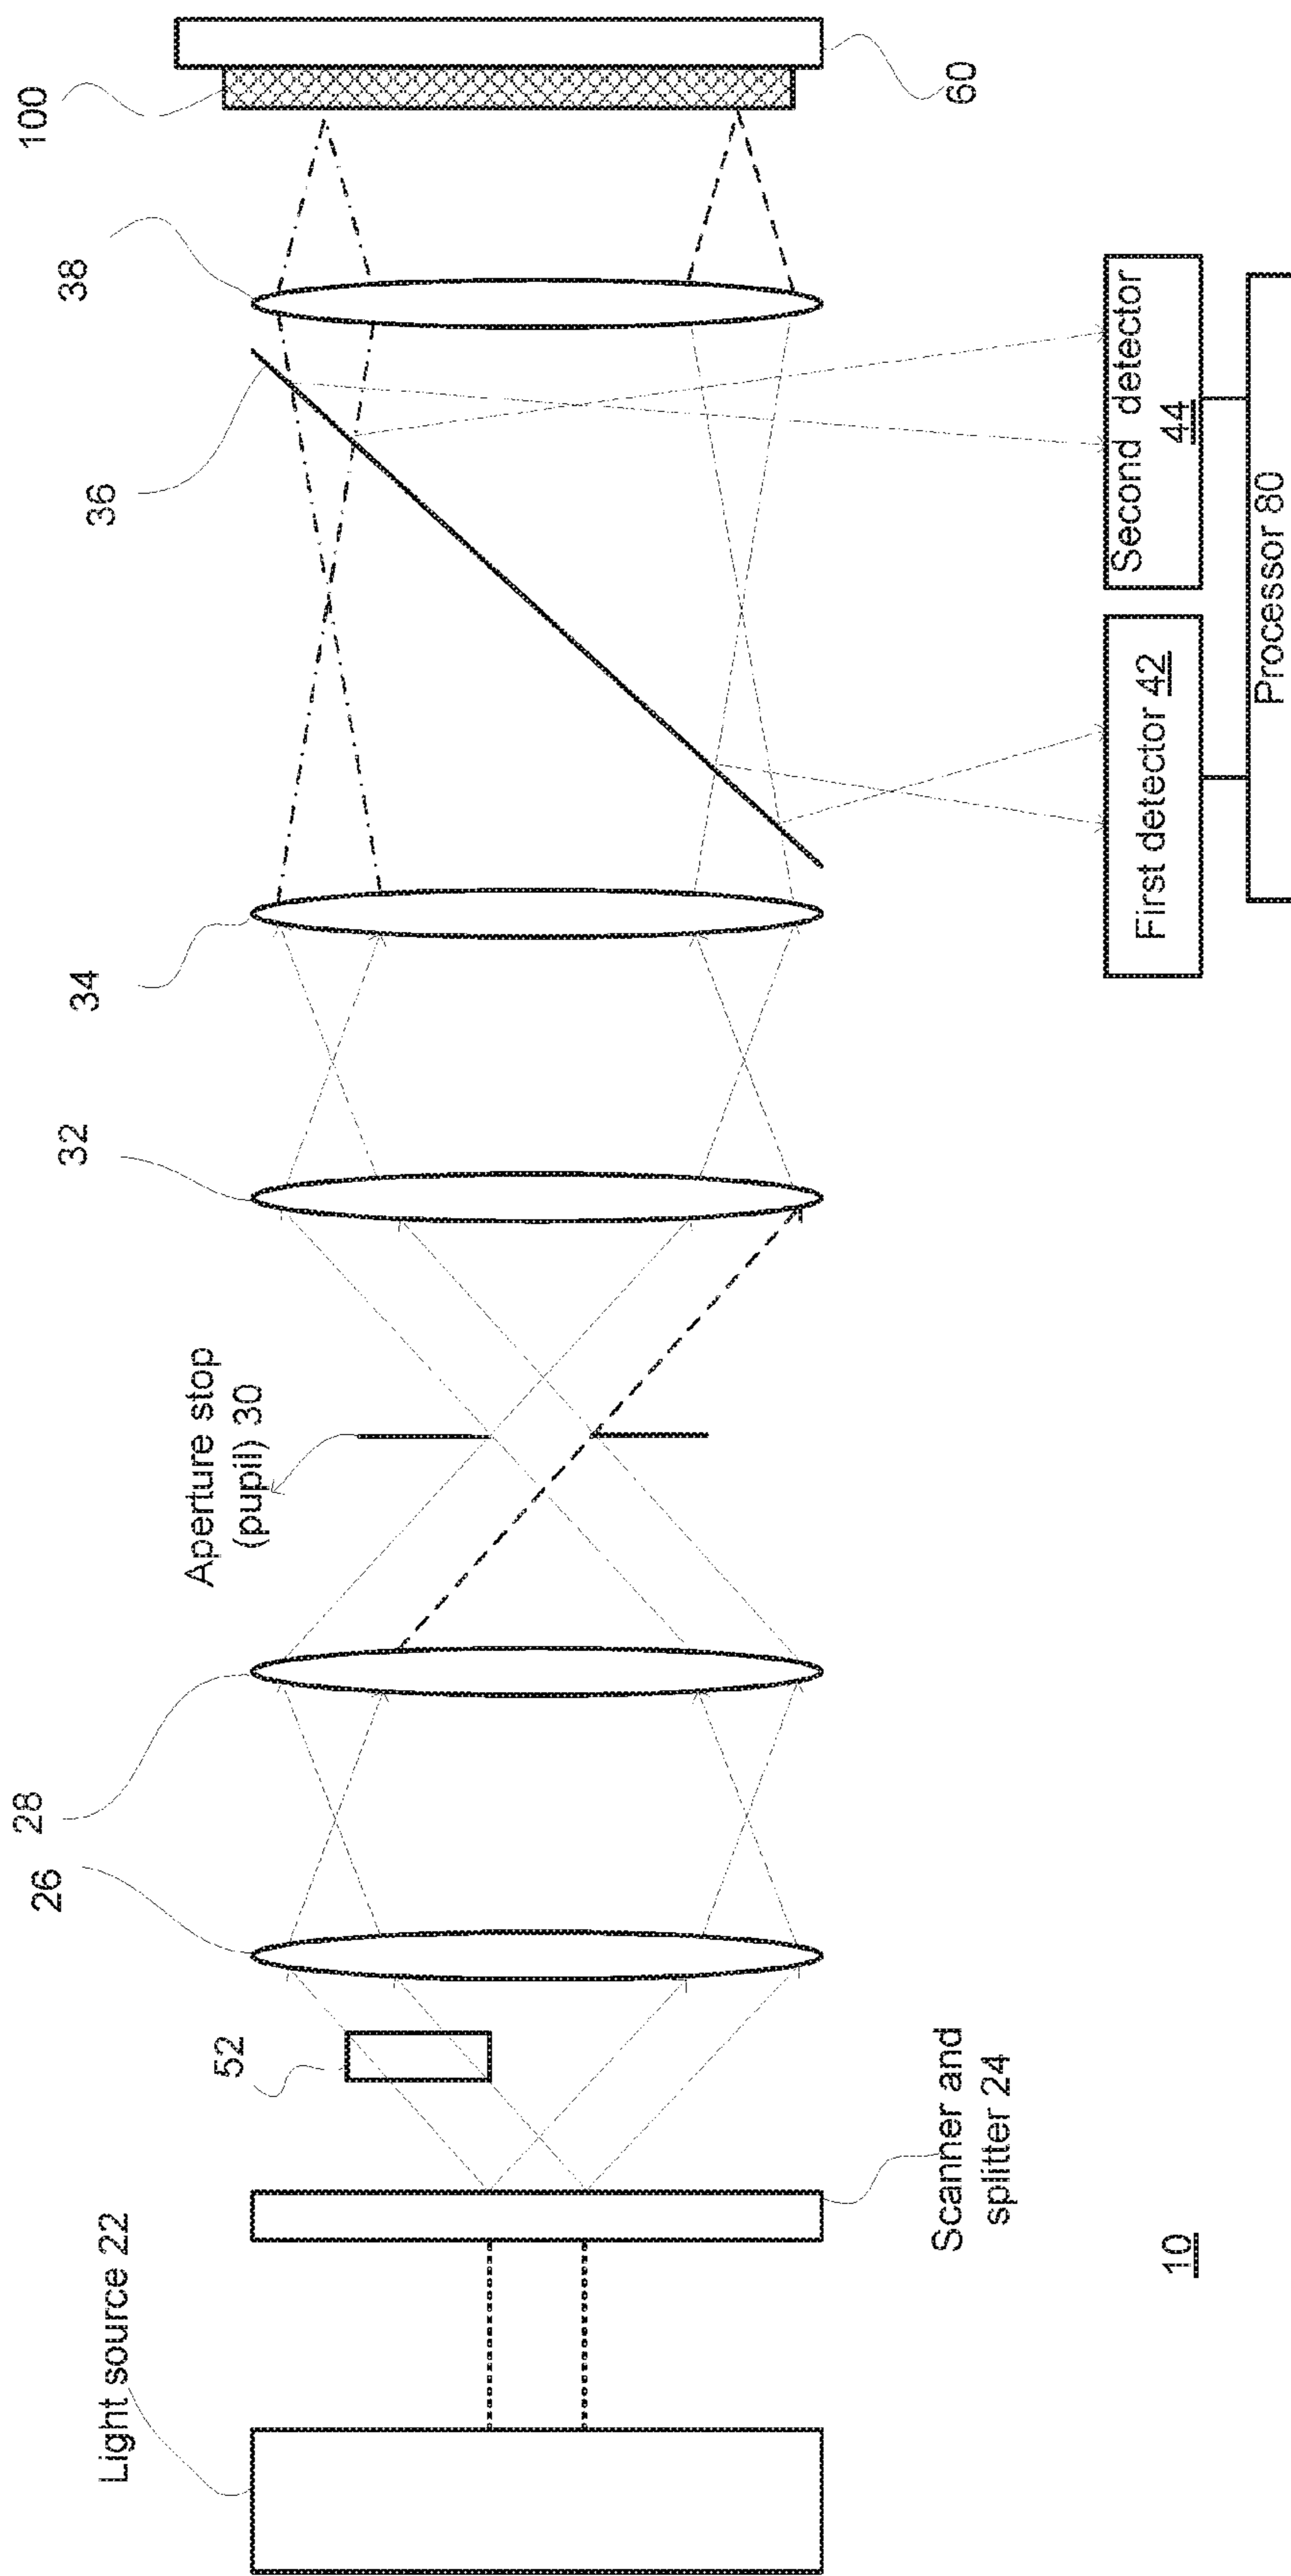 Light source 22
Scanner and
splitter 24
52
26
28
Aperture stop
(pupil) 30
32
34
36
38
100
60
First detector 42
Second detector
44
Processor 80
10